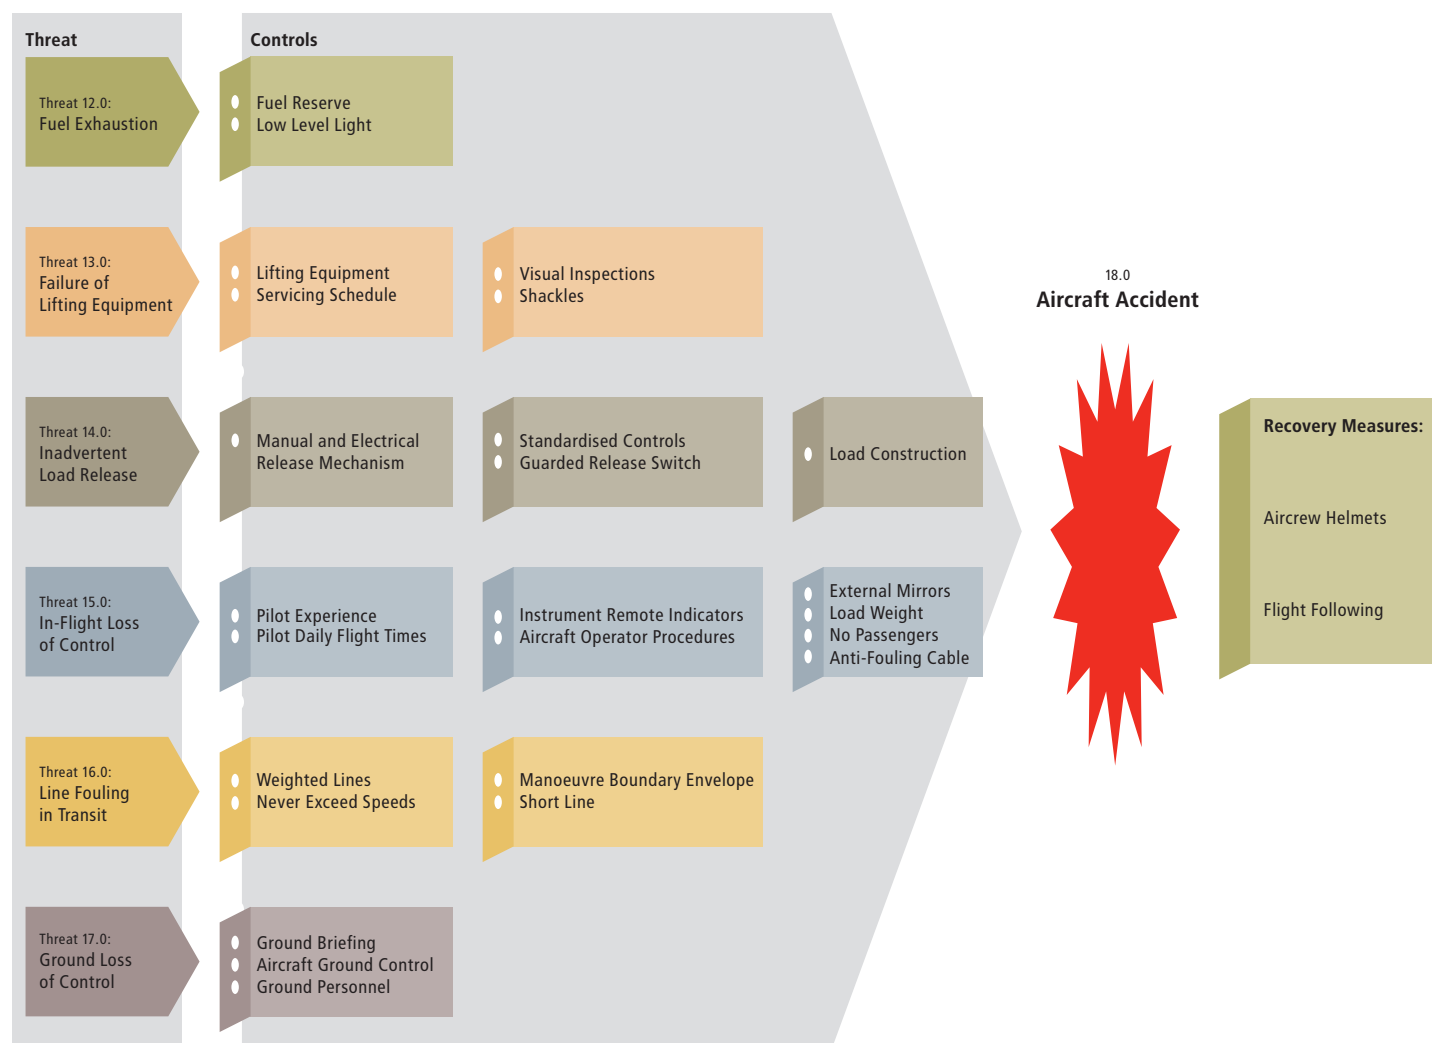 Threat
Controls
Threat 12.0:
Fuel Exhaustion
Fuel Reserve
Low Level Light
Threat 13.0:
Failure of
Lifting Equipment
Lifting Equipment
Servicing Schedule
Visual Inspections
Shackles
Threat 14.0:
Inadvertent
Load Release
Manual and Electrical
Release Mechanism
Standardised Controls
Guarded Release Switch
Load Construction
Threat 15.0:
In-Flight Loss
of Control
Pilot Experience
Pilot Daily Flight Times
Instrument Remote Indicators
Aircraft Operator Procedures
External Mirrors
Load Weight
No Passengers
Anti-Fouling Cable
Threat 16.0:
Line Fouling
in Transit
Weighted Lines
Never Exceed Speeds
Manoeuvre Boundary Envelope
Short Line
Threat 17.0:
Ground Loss
of Control
Ground Briefing
Aircraft Ground Control
Ground Personnel
18.0
Aircraft Accident
Recovery Measures:
Aircrew Helmets
Flight Following